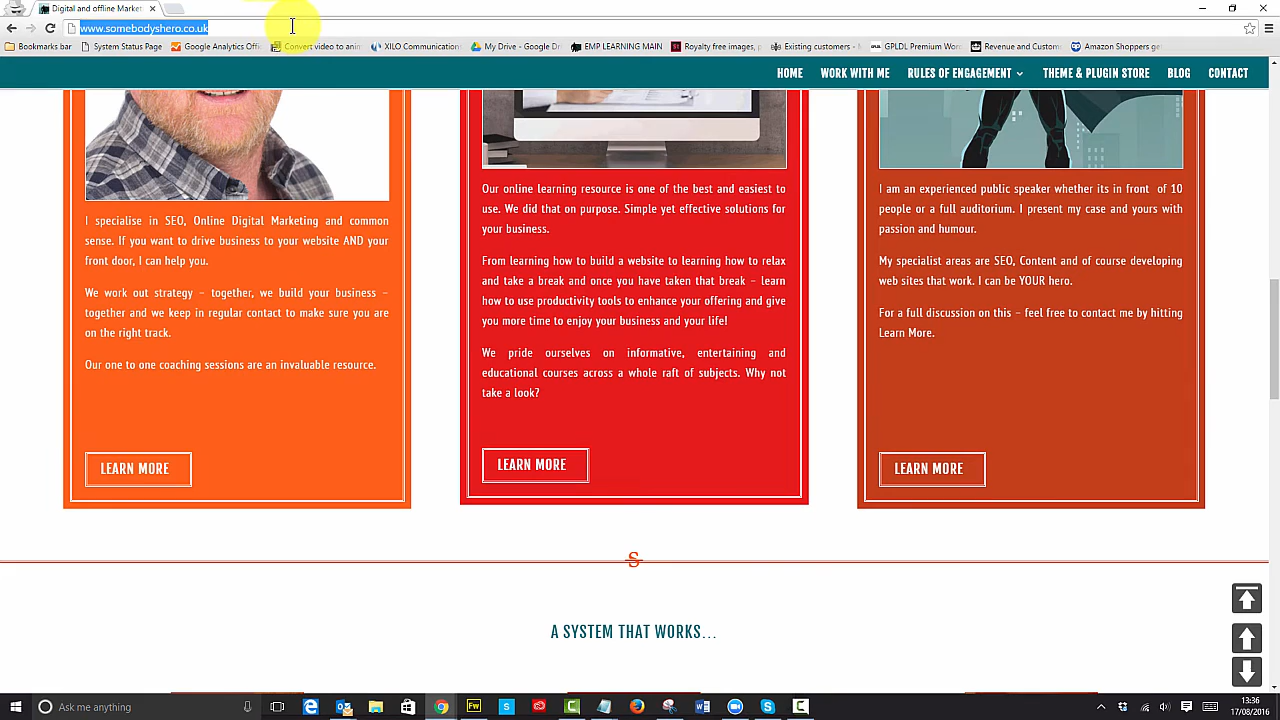 Digital and offline Market
www.somebodyshero.co.uk
Bookmarks bar
System Status Page
Google Analytics Offi
Convert video to anim
XILO Communication
My Drive - Google Dr
EMP LEARNING MAIN
Royalty free images,
Existing customers -
GPLDL Premium Word
Revenue and Custom
Amazon Shoppers ge
HOME
WORK WITH ME
RULES OF ENGAGEMENT
THEME & PLUGIN STORE
BLOG
CONTACT
I specialise in SEO, Online Digital Marketing and common
sense. If you want to drive business to your website AND your
front door, I can help you.
We work out strategy – together, we build your business –
together and we keep in regular contact to make sure you are
on the right track.
Our one to one coaching sessions are an invaluable resource.
LEARN MORE
Our online learning resource is one of the best and easiest to
use. We did that on purpose. Simple yet effective solutions for
your business.
From learning how to build a website to learning how to relax
and take a break and once you have taken that break – learn
how to use productivity tools to enhance your offering and give
you more time to enjoy your business and your life!
We pride ourselves on informative, entertaining and
educational courses across a whole raft of subjects. Why not
take a look?
LEARN MORE
I am an experienced public speaker whether its in front of 10
people or a full auditorium. I present my case and yours with
passion and humour.
My specialist areas are SEO, Content and of course developing
web sites that work. I can be YOUR hero.
For a full discussion on this – feel free to contact me by hitting
Learn More.
LEARN MORE
S
A SYSTEM THAT WORKS...
Ask me anything
13:36
17/08/2016